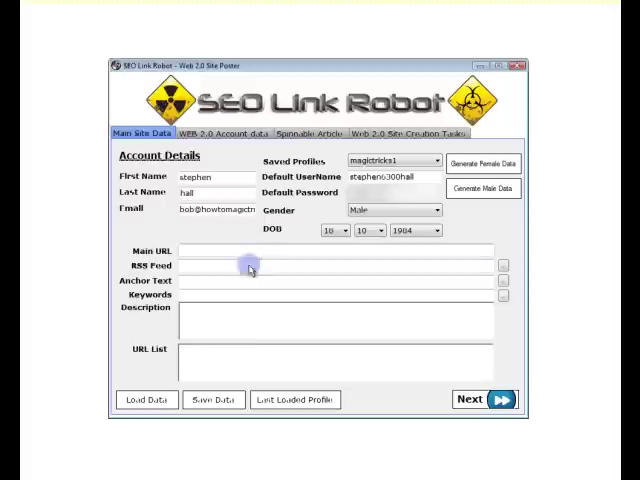 SEO Link Robot - Web 2.0 Site Poster
SEO Link Robot
Main Site Data WEB 2.0 Account data Spinnable Article Web 2.0 Site Creation Tasks
Account Details
Saved Profiles magictricks1 Generate Female Data
First Name stephen Default UserName stephen6300hall
Last Name hall Default Password Generate Male Data
Email bob@howtomagictr Gender Male
DOB 18 10 1984
Main URL
RSS Feed
Anchor Text
Keywords
Description
URL List
Load Data Save Data Last Loaded Profile Next